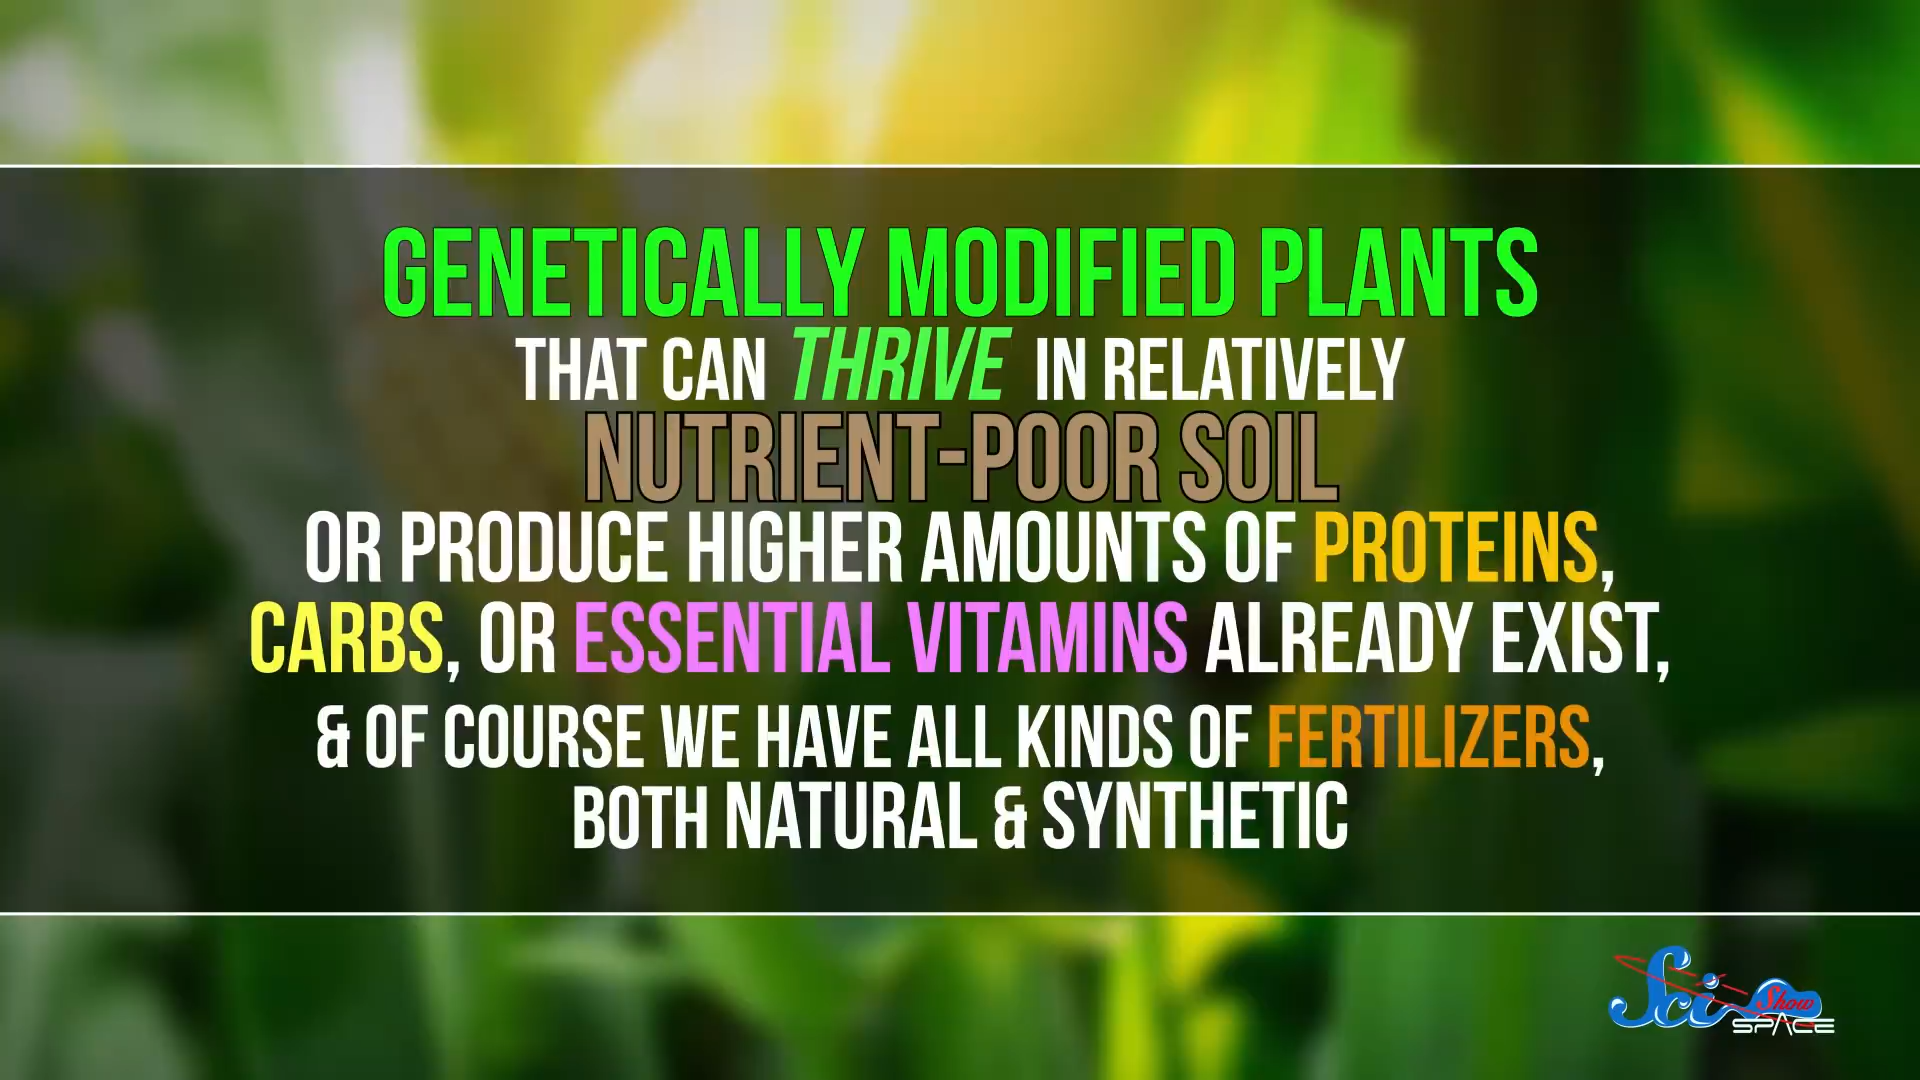 GENETICALLY MODIFIED PLANTS
THAT CAN THRIVE IN RELATIVELY
NUTRIENT-POOR SOIL
OR PRODUCE HIGHER AMOUNTS OF PROTEINS,
CARBS, OR ESSENTIAL VITAMINS ALREADY EXIST,
& OF COURSE WE HAVE ALL KINDS OF FERTILIZERS,
BOTH NATURAL & SYNTHETIC
Sci Show
SPACE